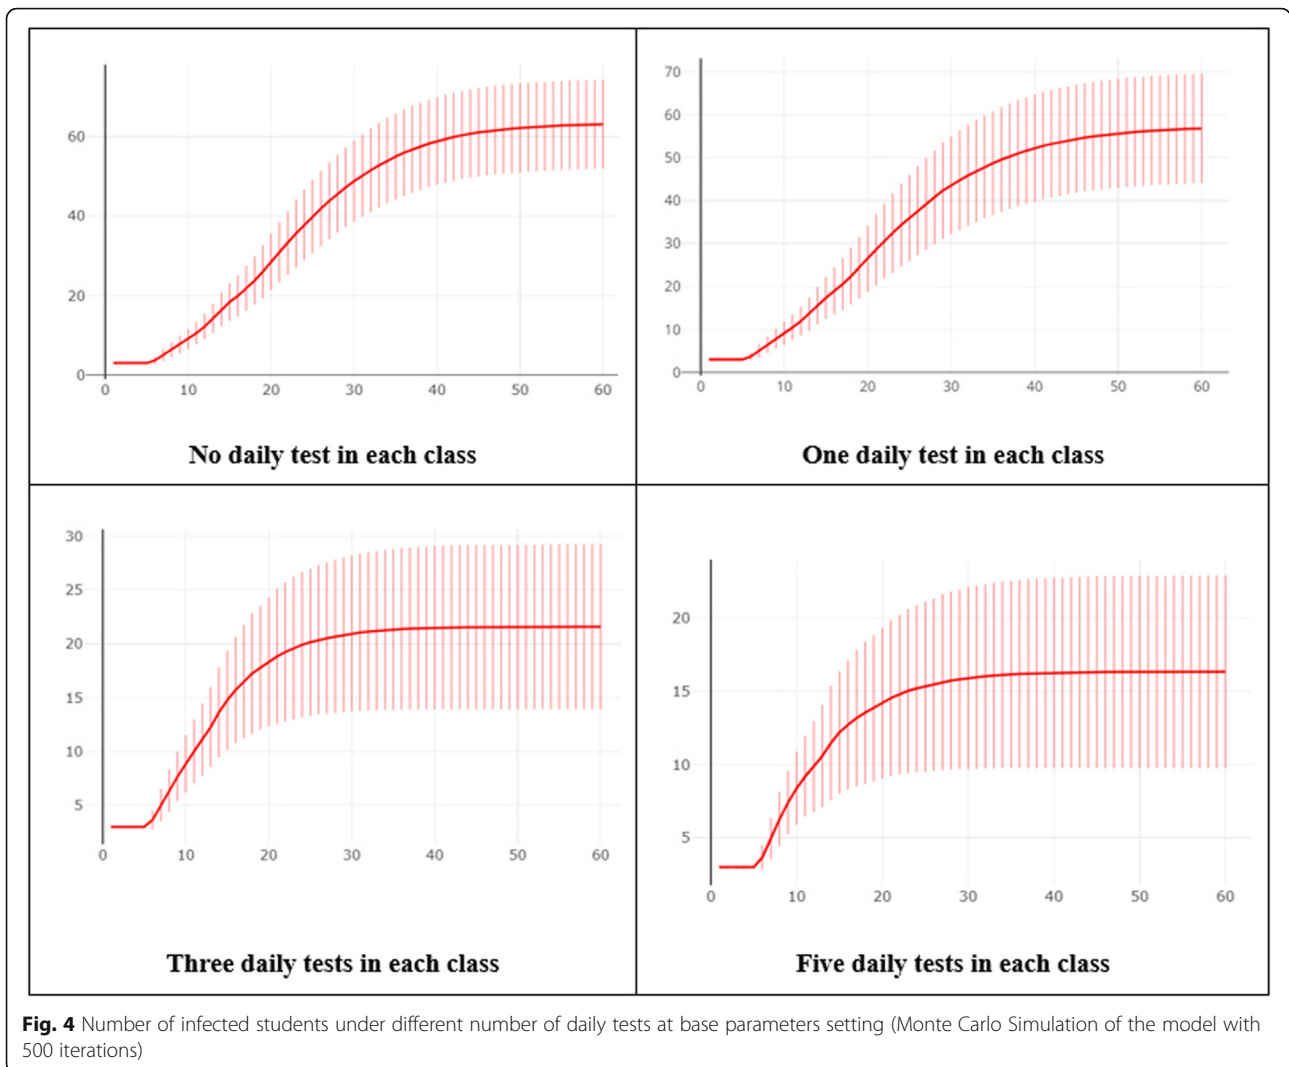 60
40
20
0
0 10 20 30 40 50 60
No daily test in each class
70
60
50
40
30
20
10
0
0 10 20 30 40 50 60
One daily test in each class
30
25
20
15
10
5
0 10 20 30 40 50 60
Three daily tests in each class
20
15
10
5
0 10 20 30 40 50 60
Five daily tests in each class
Fig. 4 Number of infected students under different number of daily tests at base parameters setting (Monte Carlo Simulation of the model with
500 iterations)